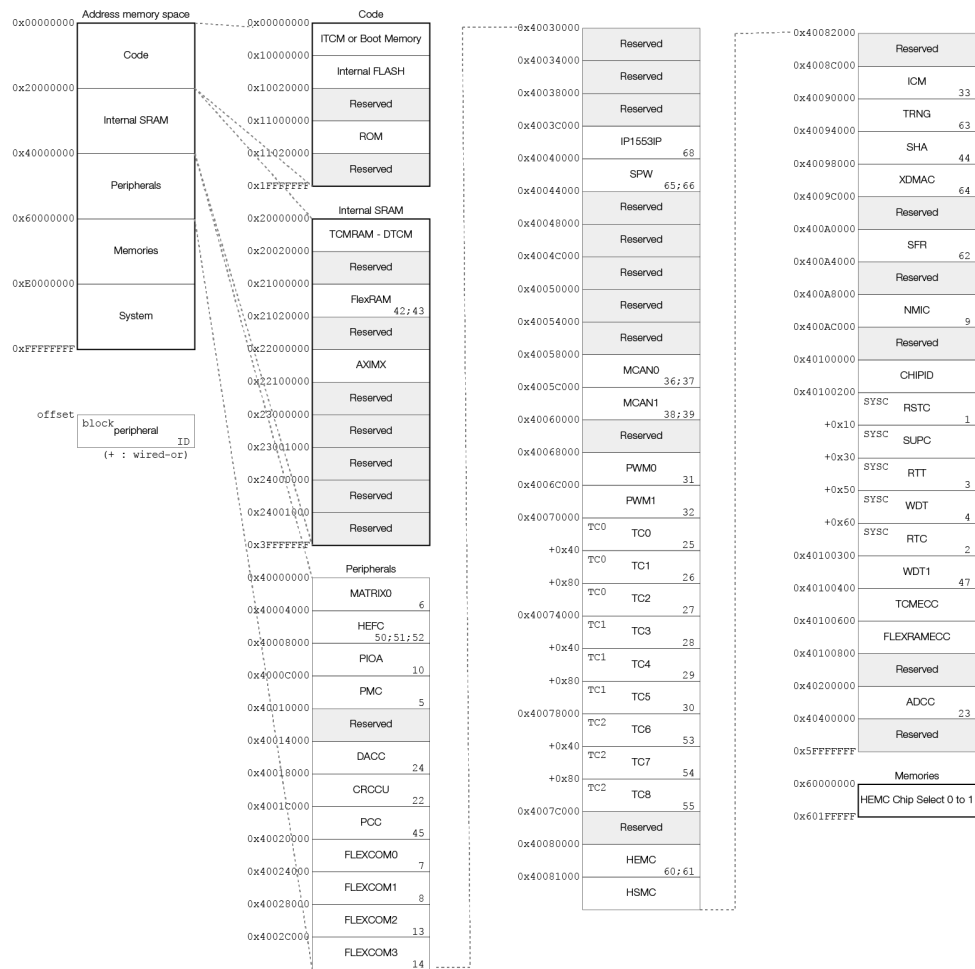 Address memory space
0x00000000
Code
0x20000000
Internal SRAM
0x40000000
Peripherals
0x60000000
Memories
0xE0000000
System
0xFFFFFFFF
offset
block
peripheral
ID
(+ : wired-or)
Code
0x00000000
ITCM or Boot Memory
0x10000000
Internal FLASH
0x10020000
Reserved
0x11000000
ROM
0x11020000
Reserved
0x1FFFFFFF
Internal SRAM
0x20000000
TCMRAM - DTCM
0x20020000
Reserved
0x21000000
FlexRAM
42;43
0x21020000
Reserved
0x22000000
AXIMX
0x22100000
Reserved
0x23000000
Reserved
0x23001000
Reserved
0x24000000
Reserved
0x24001000
Reserved
0x3FFFFFFF
Peripherals
0x40000000
MATRIX0
6
0x40004000
HEFC
50;51;52
0x40008000
PIOA
10
0x4000C000
PMC
5
0x40010000
Reserved
0x40014000
DACC
24
0x40018000
CRCCU
22
0x4001C000
PCC
45
0x40020000
FLEXCOM0
7
0x40024000
FLEXCOM1
8
0x40028000
FLEXCOM2
13
0x4002C000
FLEXCOM3
14
0x40030000
Reserved
0x40034000
Reserved
0x40038000
Reserved
0x4003C000
IP1553IP
68
0x40040000
SPW
65;66
0x40044000
Reserved
0x40048000
Reserved
0x4004C000
Reserved
0x40050000
Reserved
0x40054000
Reserved
0x40058000
MCAN0
36;37
0x4005C000
MCAN1
38;39
0x40060000
Reserved
0x40068000
PWM0
31
0x4006C000
PWM1
32
0x40070000
TC0
TC0
25
+0x40
TC0
TC1
26
+0x80
TC0
TC2
27
0x40074000
TC1
TC3
28
+0x40
TC1
TC4
29
+0x80
TC1
TC5
30
0x40078000
TC2
TC6
53
+0x40
TC2
TC7
54
+0x80
TC2
TC8
55
0x4007C000
Reserved
0x40080000
HEMC
60;61
0x40081000
HSMC
0x40082000
Reserved
0x4008C000
ICM
33
0x40090000
TRNG
63
0x40094000
SHA
44
0x40098000
XDMAC
64
0x4009C000
Reserved
0x400A0000
SFR
62
0x400A4000
Reserved
0x400A8000
NMIC
9
0x400AC000
Reserved
0x40100000
CHIPID
0x40100200
SYSC
RSTC
1
+0x10
SYSC
SUPC
+0x30
SYSC
RTT
3
+0x50
SYSC
WDT
4
+0x60
SYSC
RTC
2
0x40100300
WDT1
47
0x40100400
TCMECC
0x40100600
FLEXRAMECC
0x40100800
Reserved
0x40200000
ADCC
23
0x40400000
Reserved
0x5FFFFFFF
Memories
0x60000000
HEMC Chip Select 0 to 1
0x601FFFFF